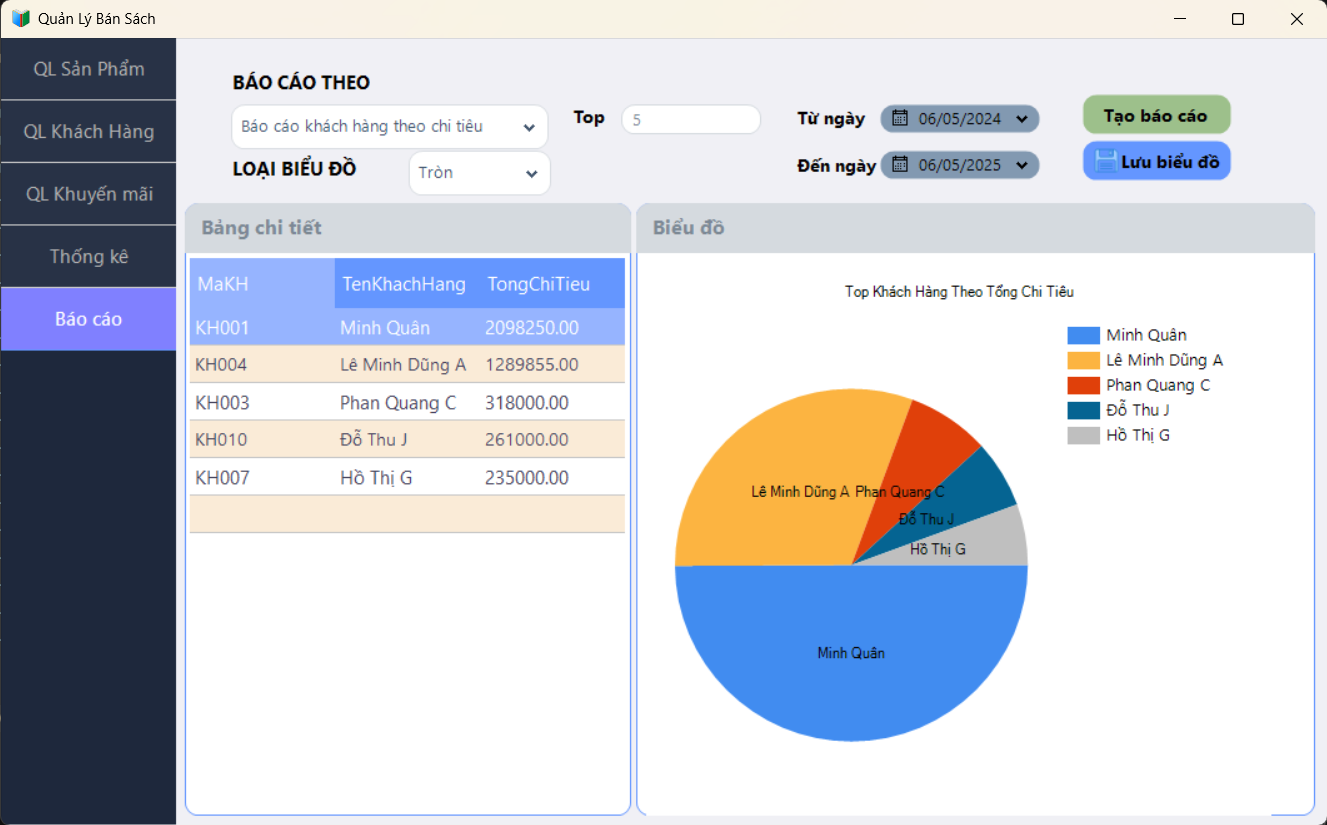 Quản Lý Bán Sách
QL Sản Phẩm
QL Khách Hàng
QL Khuyến mãi
Thống kê
Báo cáo
BÁO CÁO THEO
Báo cáo khách hàng theo chi tiêu
Top 5
Từ ngày 06/05/2024
Tạo báo cáo
LOẠI BIỂU ĐỒ Tròn
Đến ngày 06/05/2025
Lưu biểu đồ
Bảng chi tiết
MaKH TenKhachHang TongChiTieu
KH001 Minh Quân 2098250.00
KH004 Lê Minh Dũng A 1289855.00
KH003 Phan Quang C 318000.00
KH010 Đỗ Thu J 261000.00
KH007 Hồ Thị G 235000.00
Biểu đồ
Top Khách Hàng Theo Tổng Chi Tiêu
Minh Quân
Lê Minh Dũng A
Phan Quang C
Đỗ Thu J
Hồ Thị G
Lê Minh Dũng A Phan Quang C
Đỗ Thu J
Hồ Thị G
Minh Quân